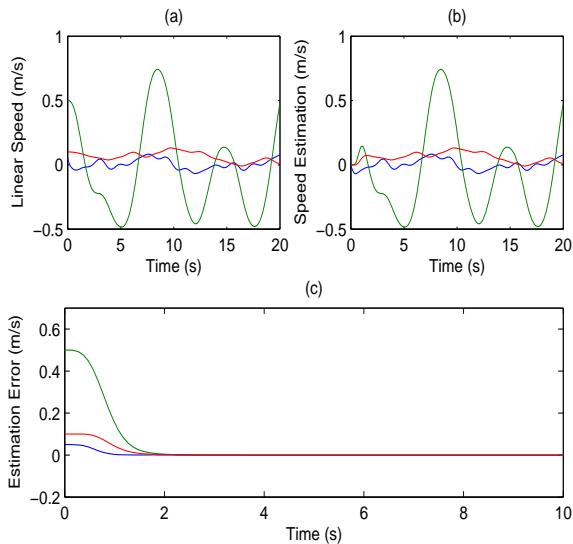 (a)
Linear Speed (m/s)
1
0.5
0
−0.5
0 5 10 15 20
Time (s)
(b)
Speed Estimation (m/s)
1
0.5
0
−0.5
0 5 10 15 20
Time (s)
(c)
Estimation Error (m/s)
0.6
0.4
0.2
0
−0.2
0 2 4 6 8 10
Time (s)